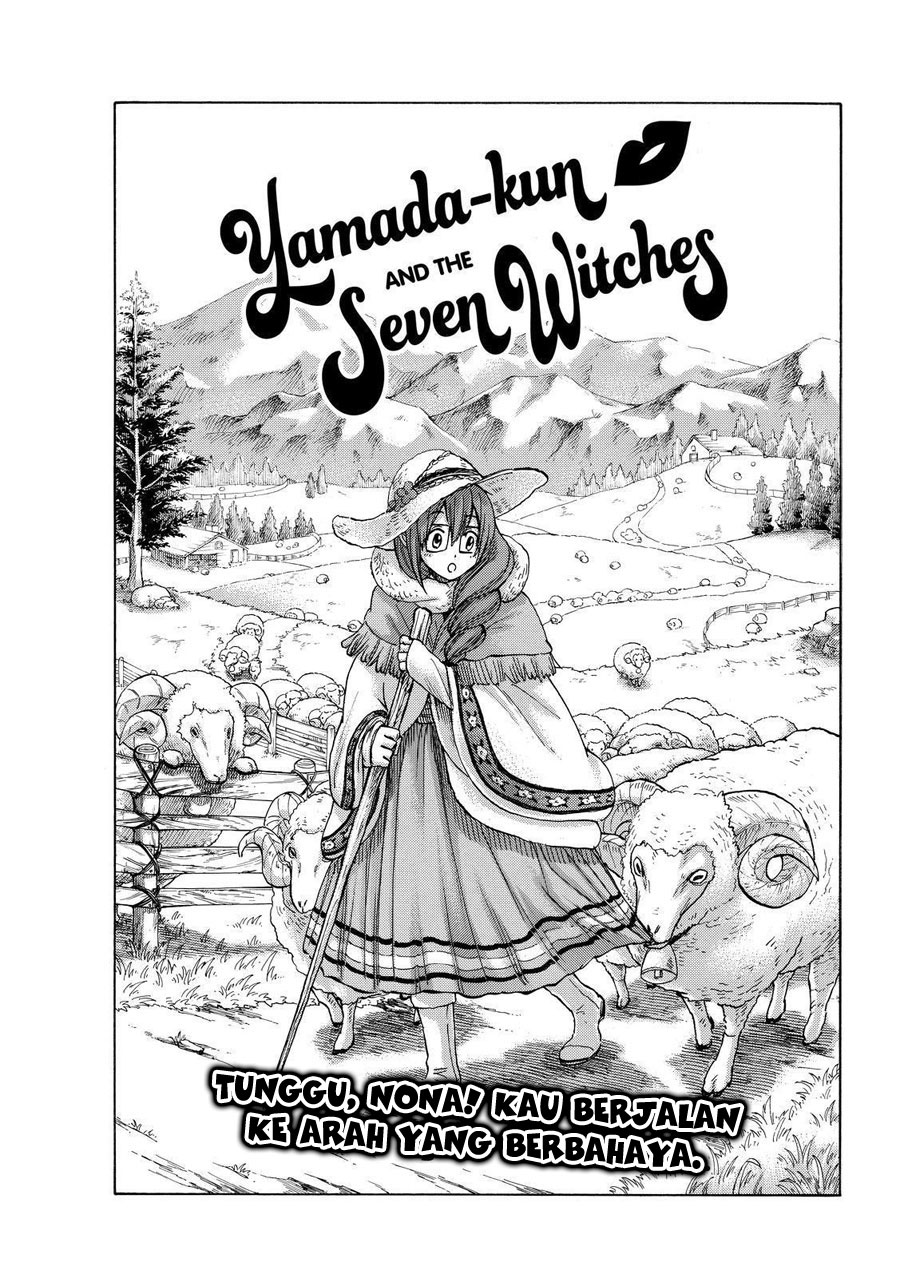 Yamada-kun
AND THE
Seven Witches
TUNGGU, NONA! KAU BERJALAN
KE ARAH YANG BERBAHAYA.